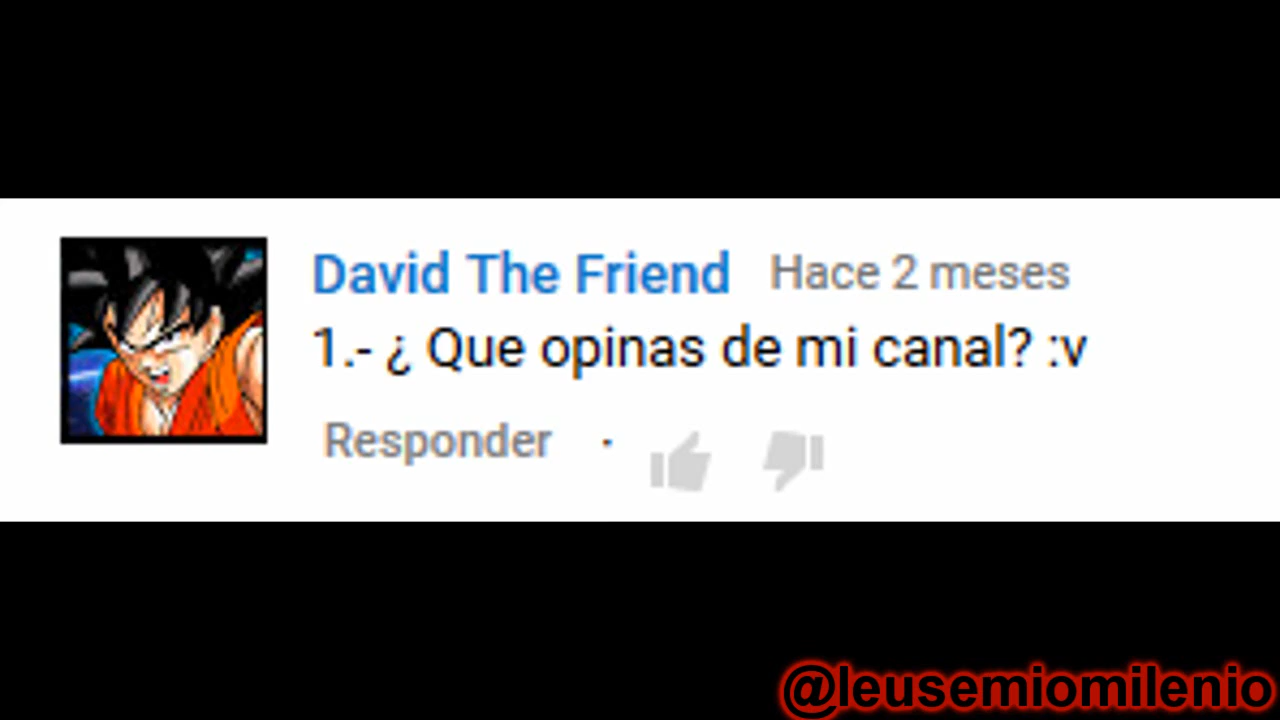 David The Friend Hace 2 meses
1.- ¿ Que opinas de mi canal? :v
Responder ·
@leusemiomilenio